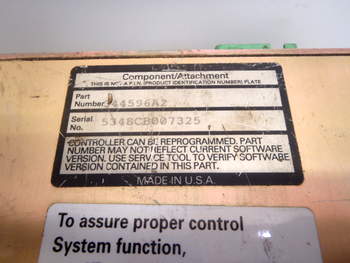 Component/Attachment
THIS IS NOT A P.I.N. (PRODUCT IDENTIFICATION NUMBER) PLATE
Part
Number 344596A2
Serial
No. 5348CB007325
CONTROLLER CAN BE REPROGRAMMED. PART
NUMBER MAY NOT REFLECT CURRENT SOFTWARE
VERSION. USE SERVICE TOOL TO VERIFY SOFTWARE
VERSION CONTAINED IN THIS PART.
MADE IN U.S.A.
To assure proper control
System function,